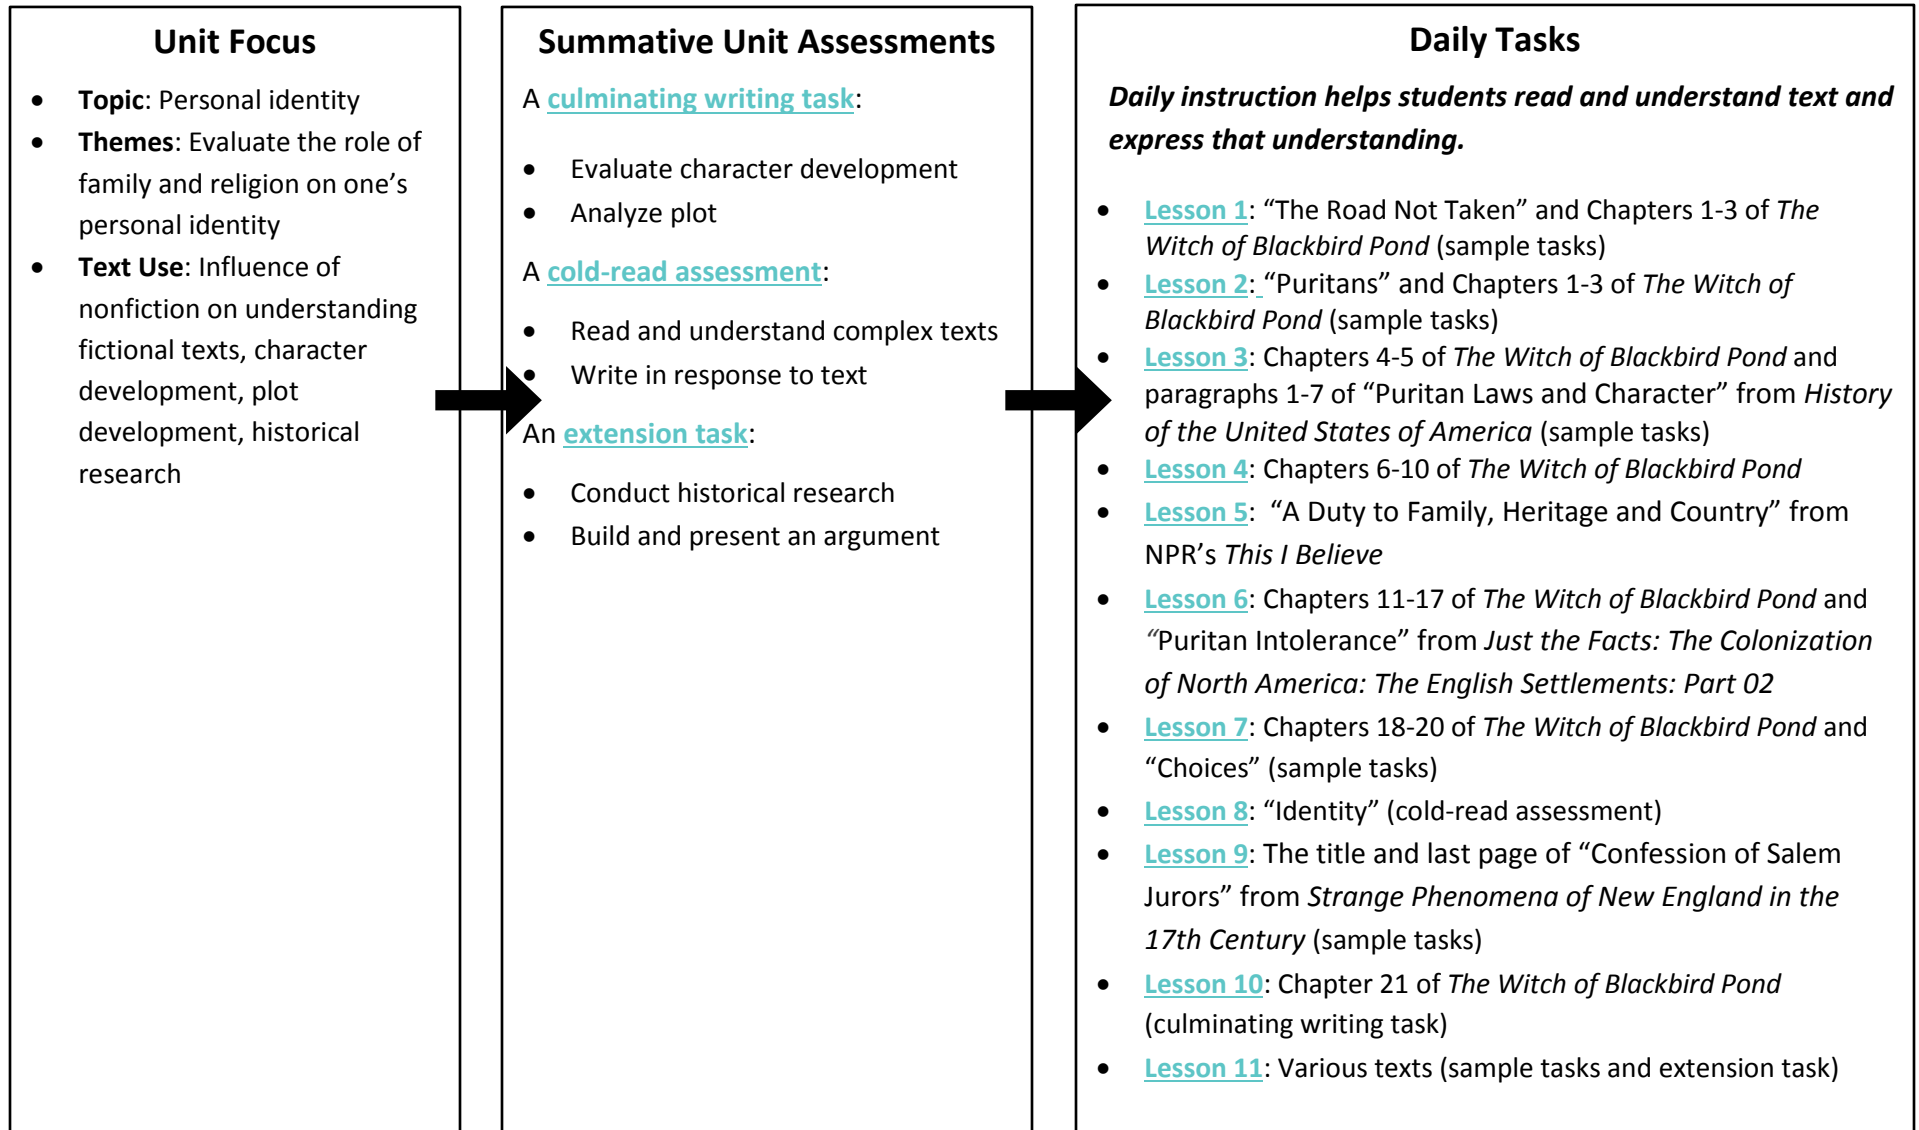 Unit Focus
• Topic: Personal identity
• Themes: Evaluate the role of
family and religion on one’s
personal identity
• Text Use: Influence of
nonfiction on understanding
fictional texts, character
development, plot
development, historical
research
Summative Unit Assessments
A culminating writing task:
• Evaluate character development
• Analyze plot
A cold-read assessment:
• Read and understand complex texts
• Write in response to text
An extension task:
• Conduct historical research
• Build and present an argument
Daily Tasks
Daily instruction helps students read and understand text and
express that understanding.
• Lesson 1: “The Road Not Taken” and Chapters 1-3 of The
Witch of Blackbird Pond (sample tasks)
• Lesson 2: “Puritans” and Chapters 1-3 of The Witch of
Blackbird Pond (sample tasks)
• Lesson 3: Chapters 4-5 of The Witch of Blackbird Pond and
paragraphs 1-7 of “Puritan Laws and Character” from History
of the United States of America (sample tasks)
• Lesson 4: Chapters 6-10 of The Witch of Blackbird Pond
• Lesson 5: “A Duty to Family, Heritage and Country” from
NPR’s This I Believe
• Lesson 6: Chapters 11-17 of The Witch of Blackbird Pond and
“Puritan Intolerance” from Just the Facts: The Colonization
of North America: The English Settlements: Part 02
• Lesson 7: Chapters 18-20 of The Witch of Blackbird Pond and
“Choices” (sample tasks)
• Lesson 8: “Identity” (cold-read assessment)
• Lesson 9: The title and last page of “Confession of Salem
Jurors” from Strange Phenomena of New England in the
17th Century (sample tasks)
• Lesson 10: Chapter 21 of The Witch of Blackbird Pond
(culminating writing task)
• Lesson 11: Various texts (sample tasks and extension task)